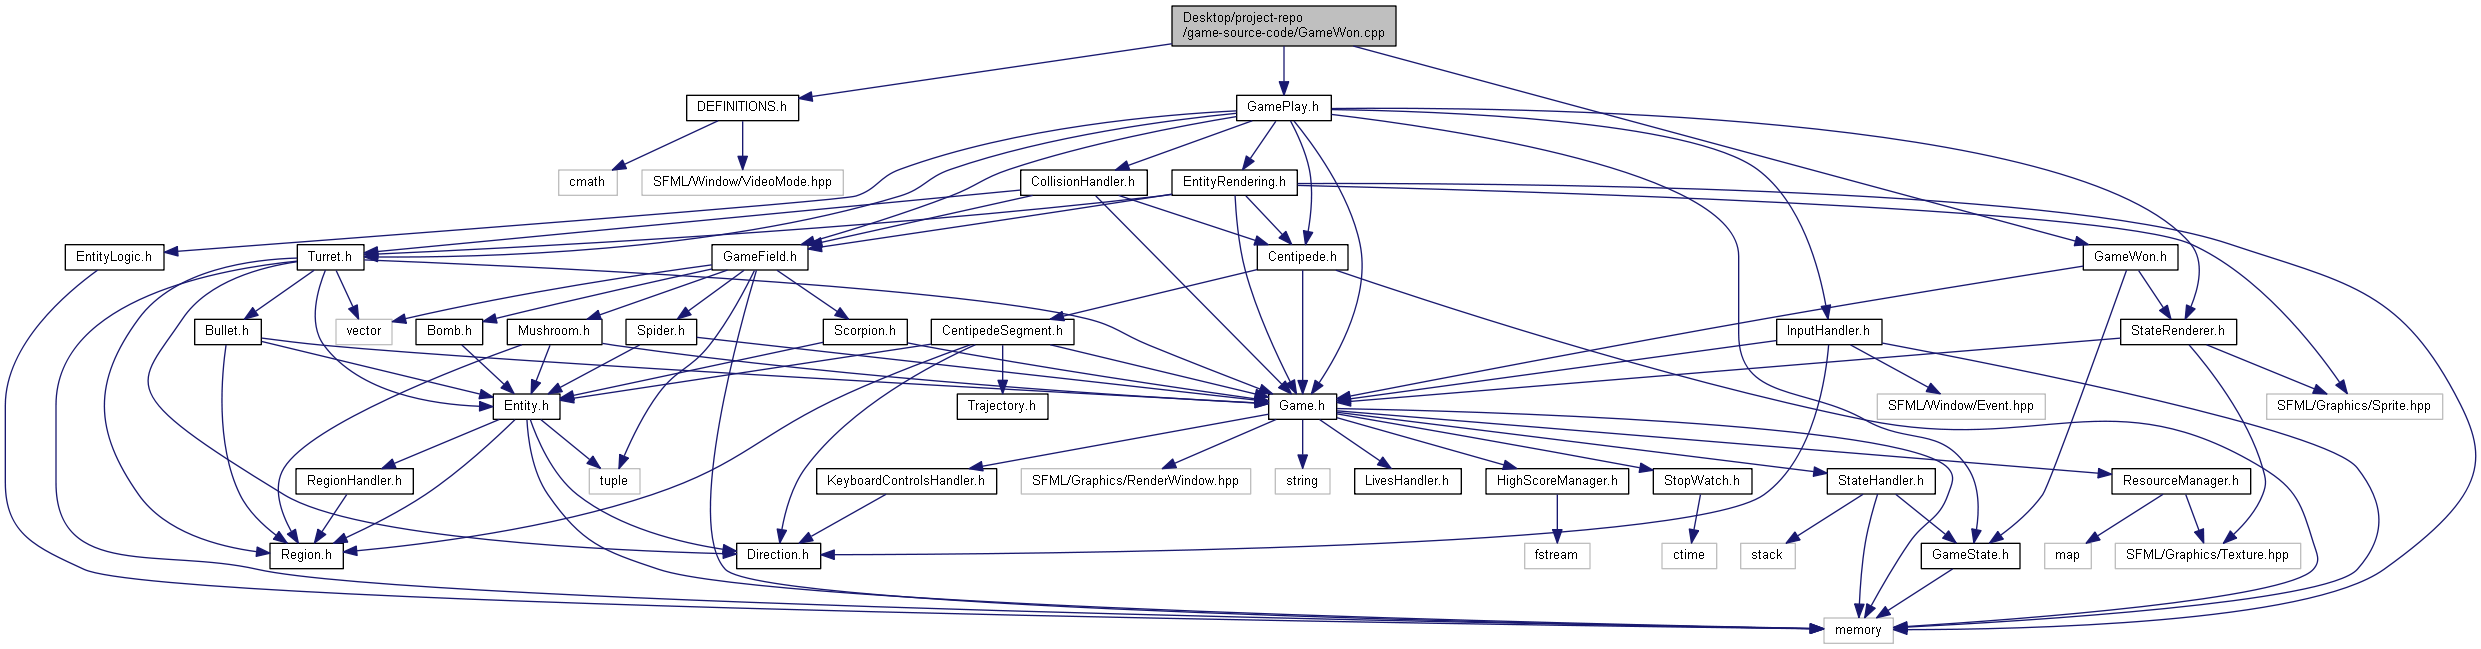 Desktop/project-repo
/game-source-code/GameWon.cpp
DEFINITIONS.h
GamePlay.h
cmath
SFML/Window/VideoMode.hpp
CollisionHandler.h
EntityRendering.h
EntityLogic.h
Turret.h
GameField.h
Centipede.h
GameWon.h
Bullet.h
vector
Bomb.h
Mushroom.h
Spider.h
Scorpion.h
CentipedeSegment.h
InputHandler.h
StateRenderer.h
Entity.h
Trajectory.h
Game.h
SFML/Window/Event.hpp
SFML/Graphics/Sprite.hpp
RegionHandler.h
tuple
KeyboardControlsHandler.h
SFML/Graphics/RenderWindow.hpp
string
LivesHandler.h
HighScoreManager.h
StopWatch.h
StateHandler.h
ResourceManager.h
Region.h
Direction.h
fstream
ctime
stack
GameState.h
map
SFML/Graphics/Texture.hpp
memory